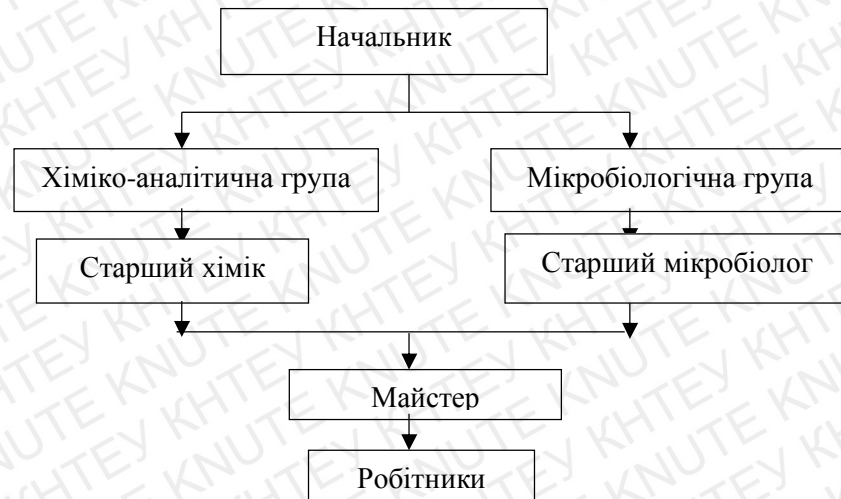 Начальник
Хіміко-аналітична група
Мікробіологічна група
Старший хімік
Старший мікробіолог
Майстер
Робітники